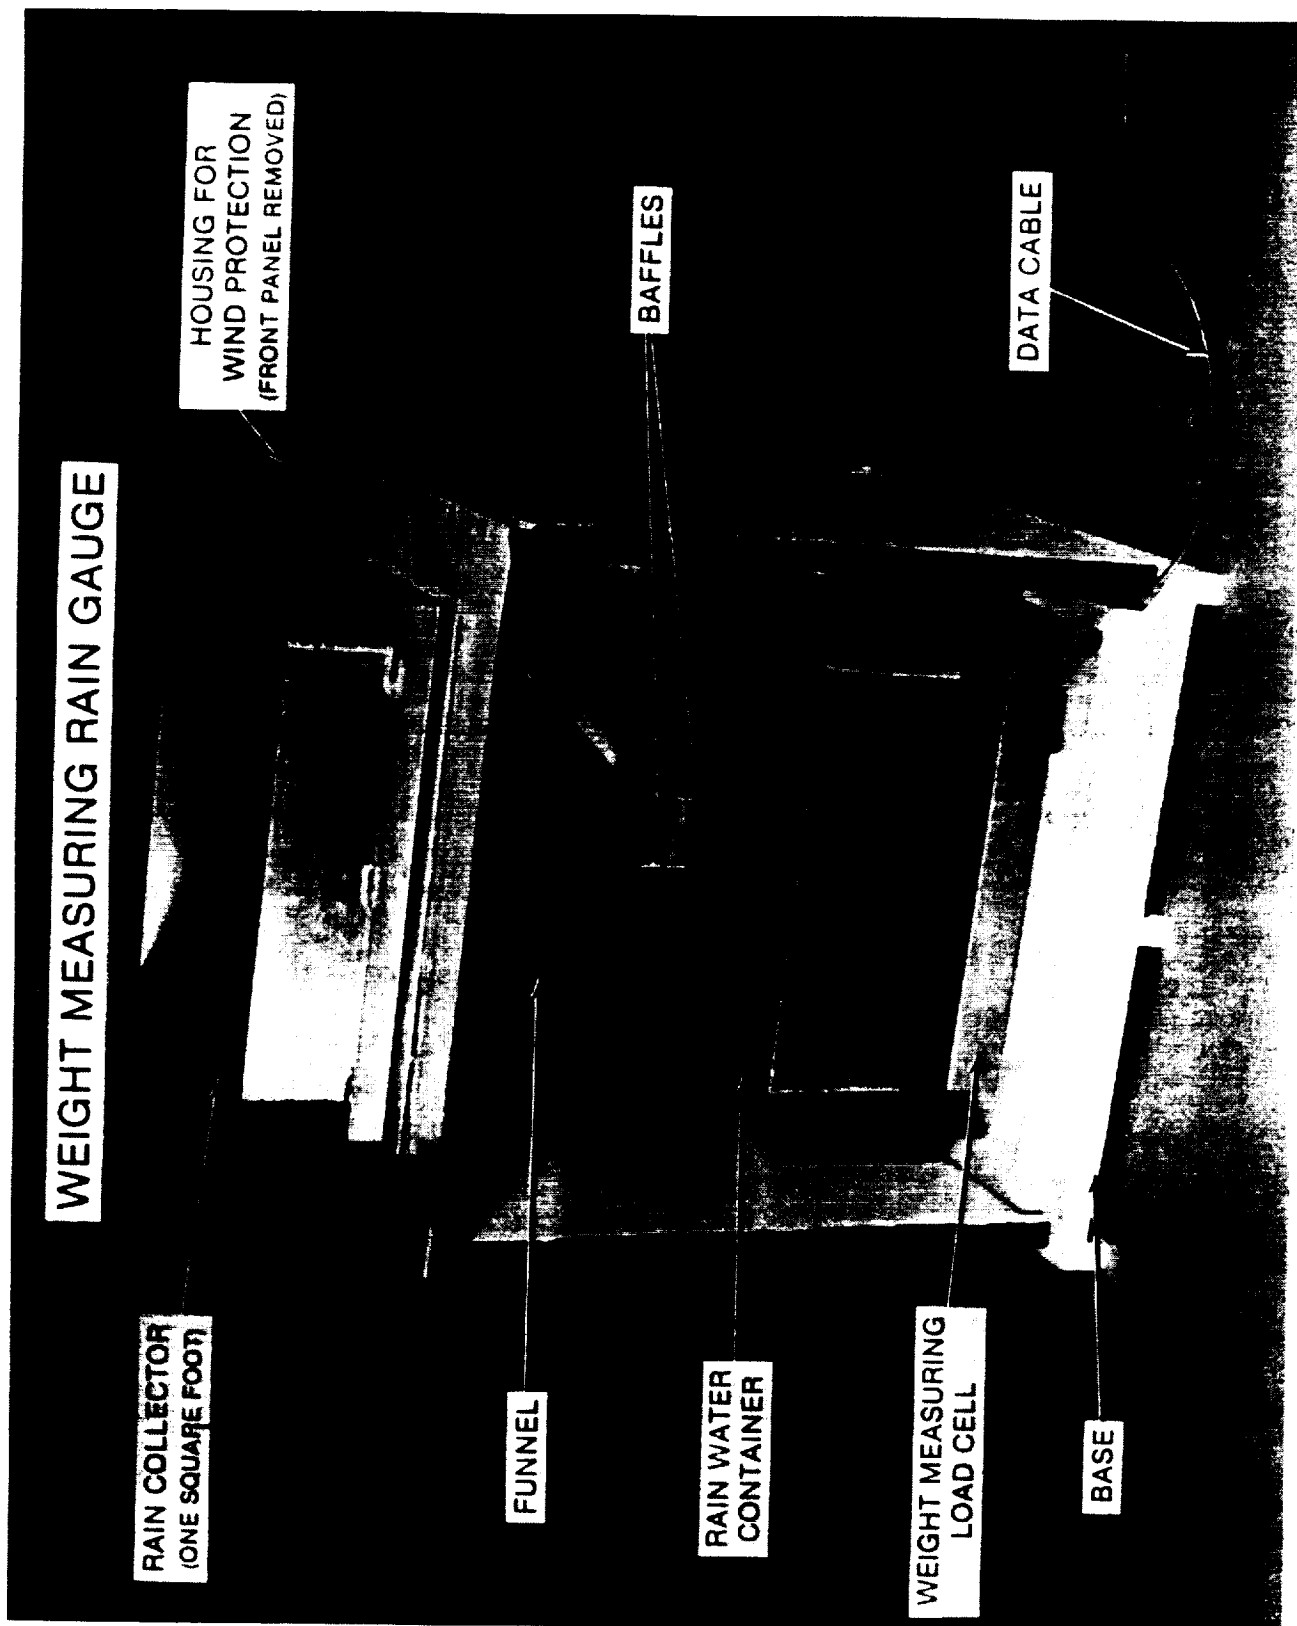 WEIGHT MEASURING RAIN GAUGE
RAIN COLLECTOR
(ONE SQUARE FOOT)
HOUSING FOR
WIND PROTECTION
(FRONT PANEL REMOVED)
FUNNEL
BAFFLES
RAIN WATER
CONTAINER
WEIGHT MEASURING
LOAD CELL
DATA CABLE
BASE